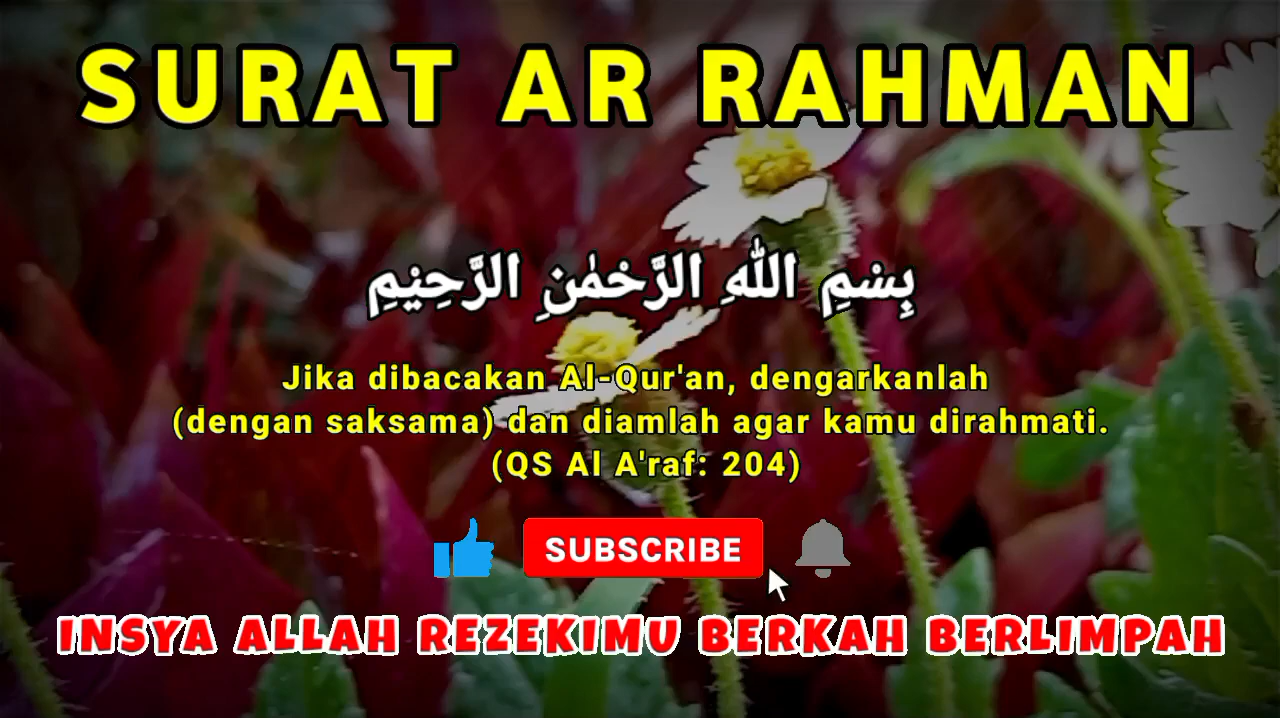 SURAT AR RAHMAN
بِسْمِ اللّٰهِ الرَّحْمٰنِ الرَّحِيْمِ
Jika dibacakan Al-Qur'an, dengarkanlah
(dengan saksama) dan diamlah agar kamu dirahmati.
(QS Al A'raf: 204)
SUBSCRIBE
INSYA ALLAH REZEKIMU BERKAH BERLIMPAH